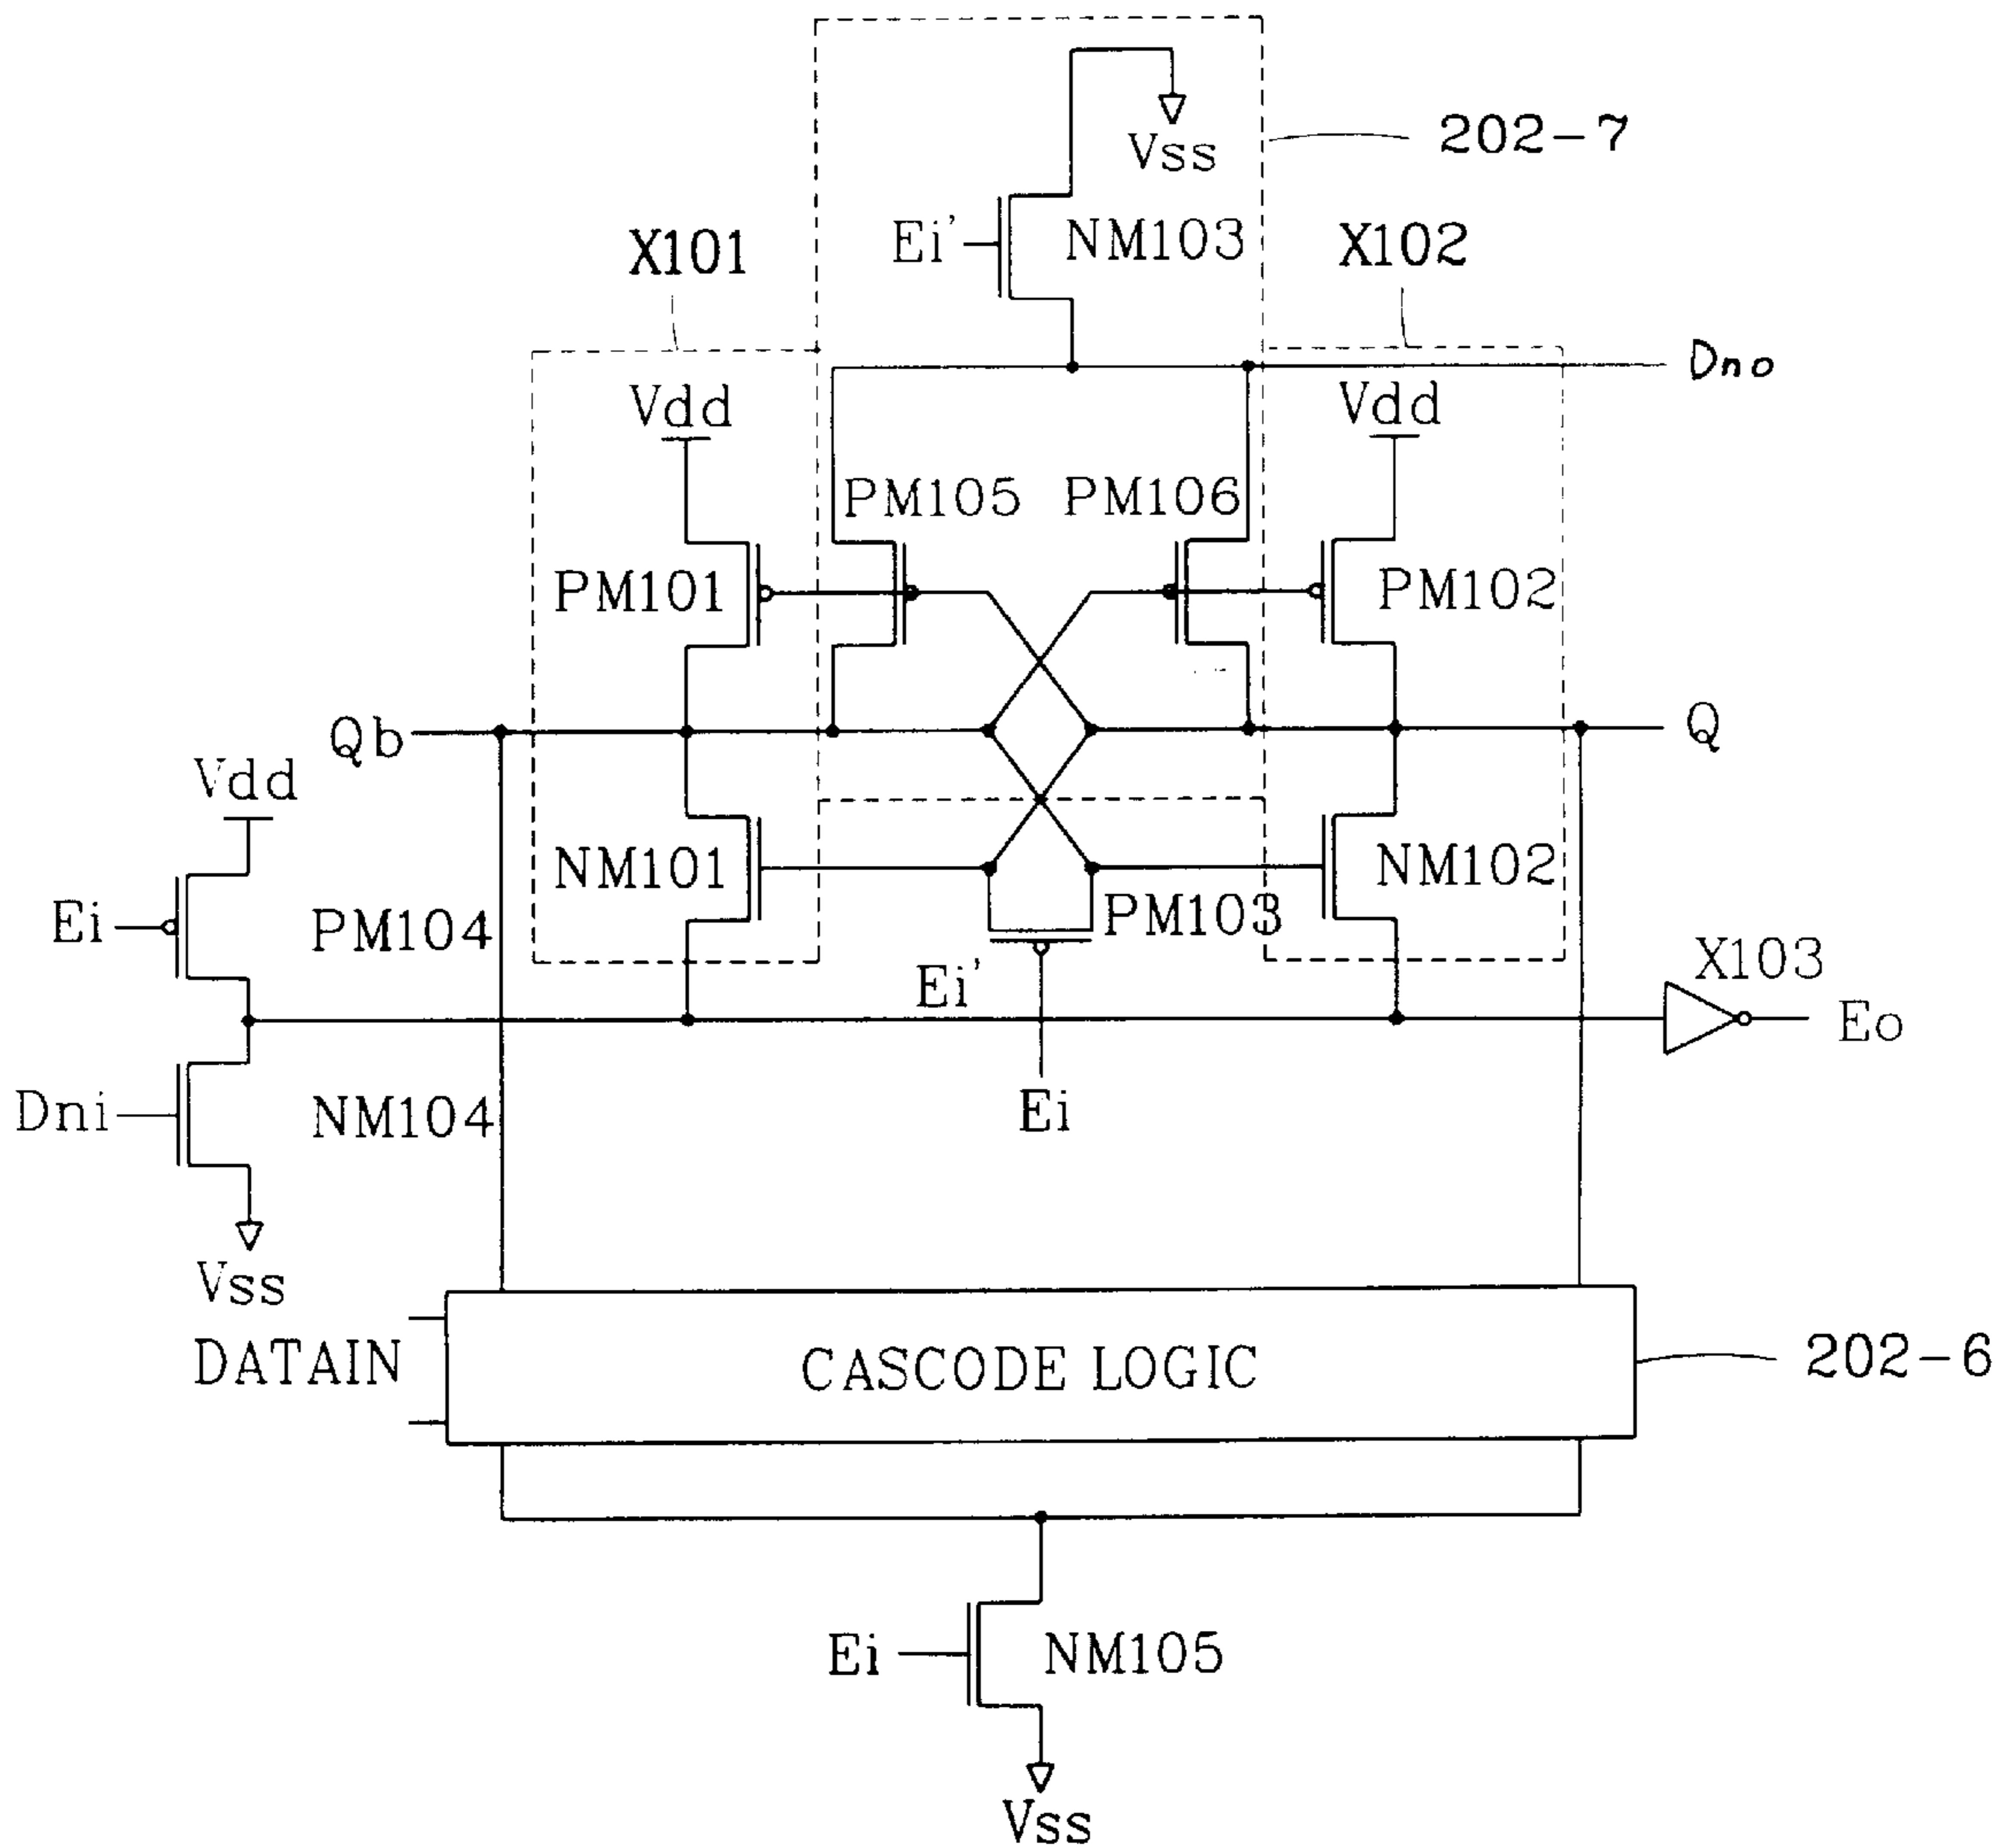 Vss
202-7
Ei'
NM103
X101
X102
Dno
Vdd
Vdd
PM105
PM106
PM101
PM102
Qb
Q
Vdd
NM101
NM102
Ei
PM104
PM103
X103
Ei'
Eo
Dni
NM104
Ei
Vss
DATAIN
CASCODE LOGIC
202-6
Ei
NM105
Vss